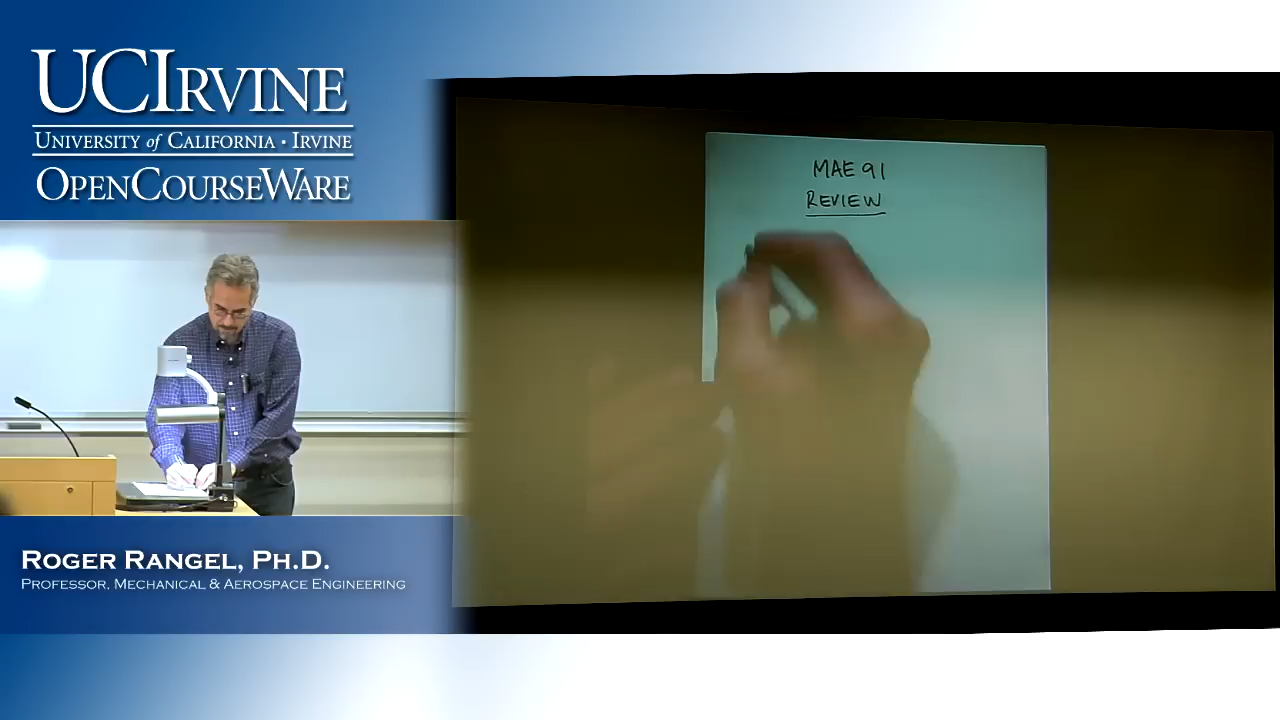 UCIRVINE
UNIVERSITY of CALIFORNIA · IRVINE
OPENCOURSEWARE
MAE 91
REVIEW
ROGER RANGEL, PH.D.
PROFESSOR, MECHANICAL & AEROSPACE ENGINEERING